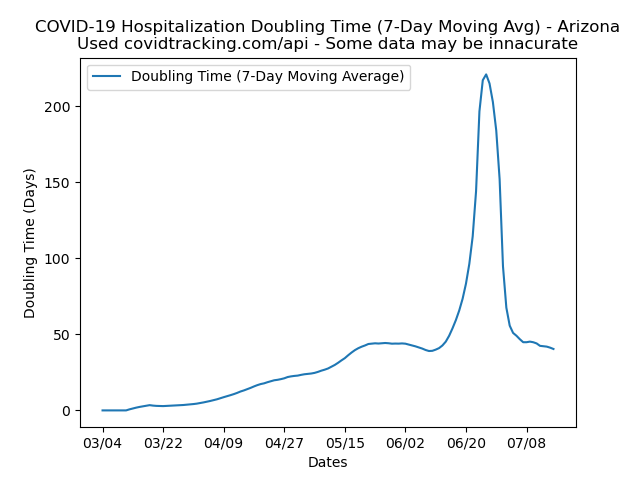 COVID-19 Hospitalization Doubling Time (7-Day Moving Avg) - Arizona
Used covidtracking.com/api - Some data may be innacurate
Doubling Time (7-Day Moving Average)
200
150
100
50
0
Doubling Time (Days)
03/04 03/22 04/09 04/27 05/15 06/02 06/20 07/08
Dates